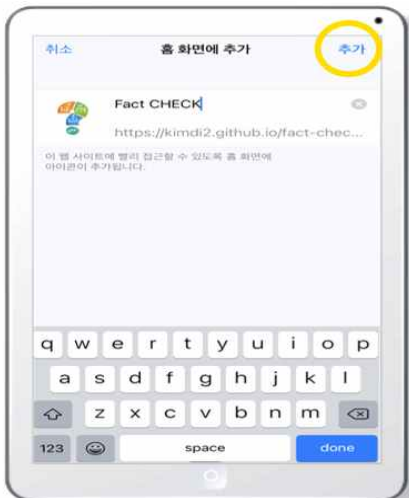 취소 홈 화면에 추가 추가
Fact CHECK
https://kimdi2.github.io/fact-chec...
이 웹 사이트에 빨리 접근할 수 있도록 홈 화면에
아이콘이 추가됩니다.
q w e r t y u i o p
a s d f g h j k l
z x c v b n m
123 space done